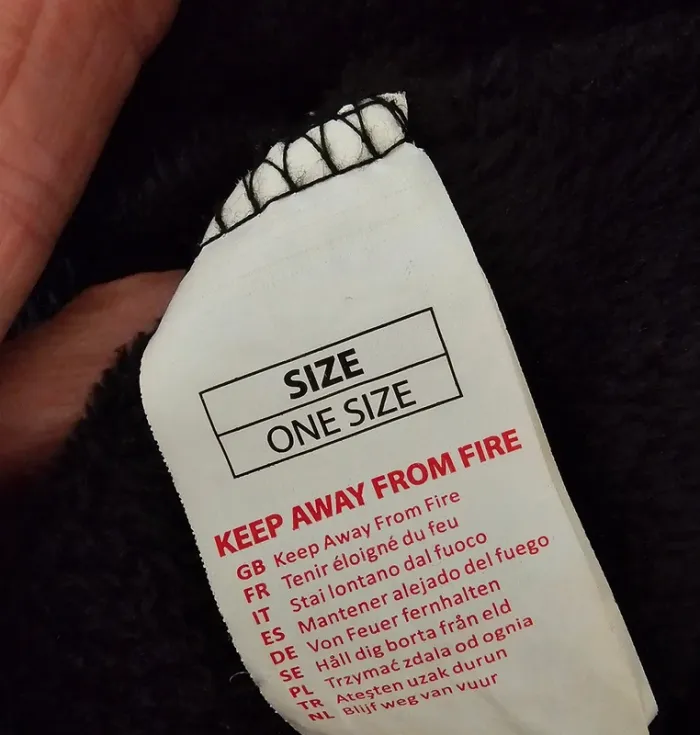 SIZE
ONE SIZE
KEEP AWAY FROM FIRE
GB Keep Away From Fire
FR Tenir éloigné du feu
IT Stai lontano dal fuoco
ES Mantener alejado del fuego
DE Von Feuer fernhalten
SE Håll dig borta från eld
PL Trzymać zdala od ognia
TR Ateşten uzak durun
NL Blijf weg van vuur